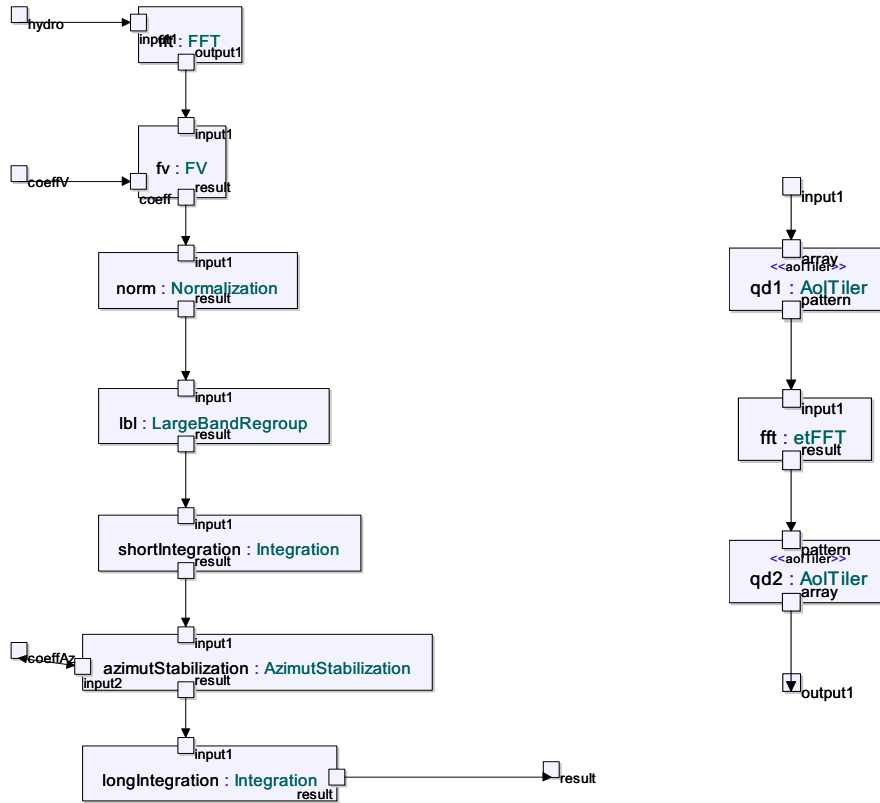 hydro
input1
fft : FFT
output1
input1
fv : FV
coeffV
coeff
result
input1
norm : Normalization
result
input1
lbl : LargeBandRegroup
result
input1
shortIntegration : Integration
result
input1
coeffAz
azimutStabilization : AzimutStabilization
input2
result
input1
longIntegration : Integration
result
result
input1
array
<<aolTiler>>
qd1 : AolTiler
pattern
input1
fft : etFFT
result
pattern
<<aolTiler>>
qd2 : AolTiler
array
output1